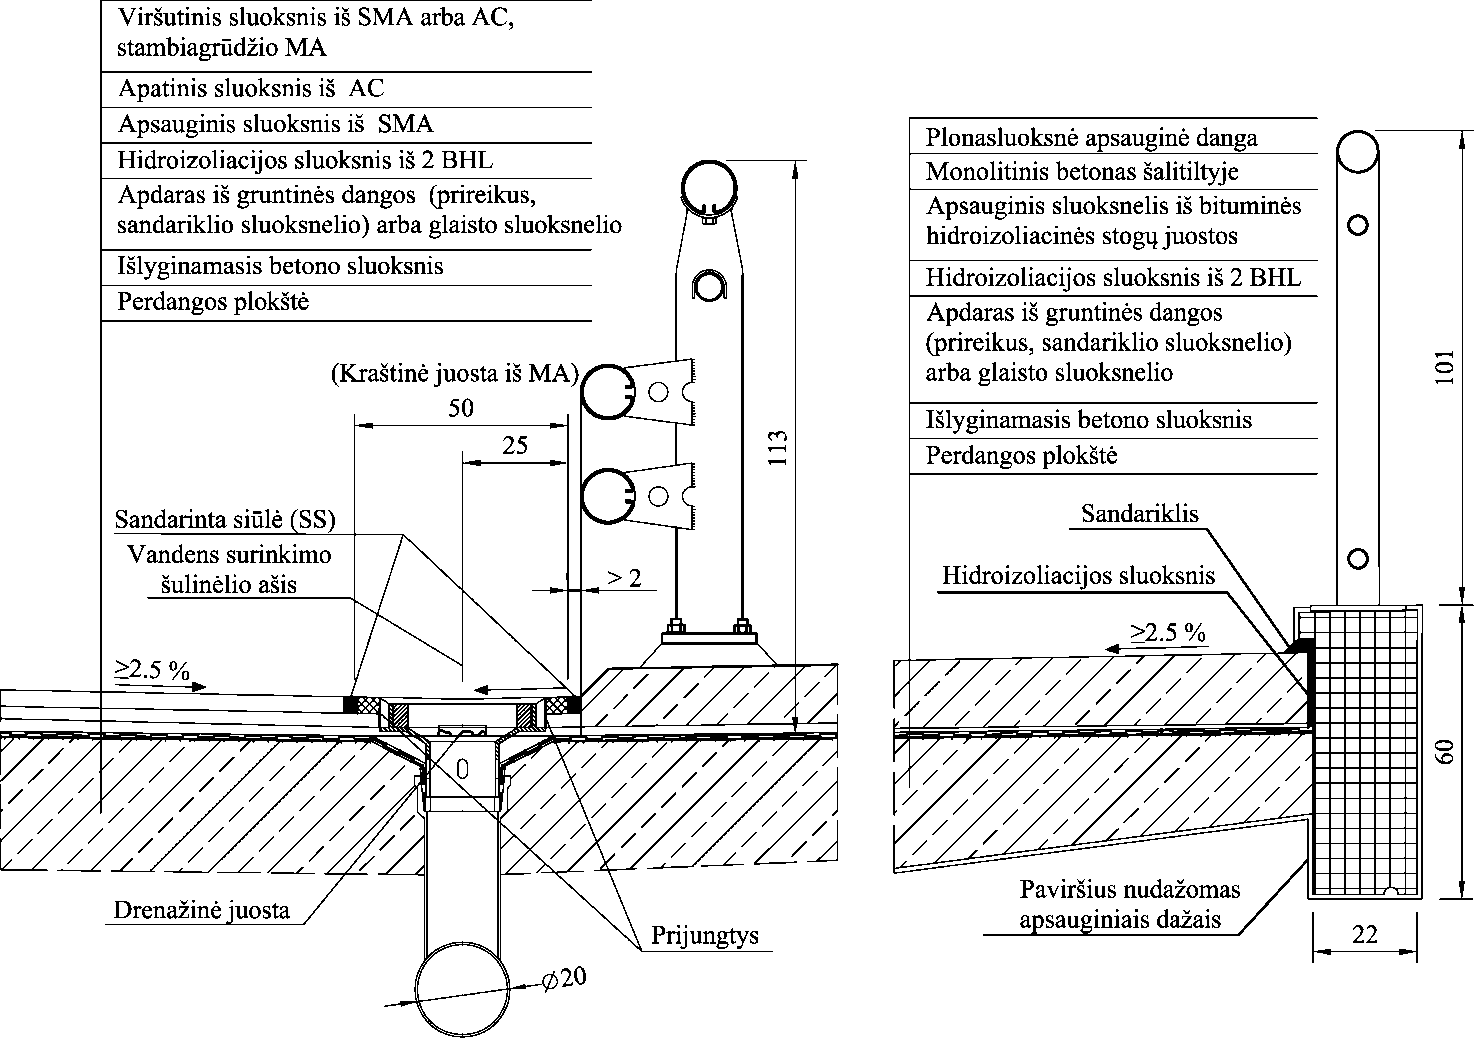 Viršutinis sluoksnis iš SMA arba AC,
stambiagrūdžio MA
Apatinis sluoksnis iš AC
Apsauginis sluoksnis iš SMA
Hidroizoliacijos sluoksnis iš 2 BHL
Apdaras iš gruntinės dangos (prireikus,
sandariklio sluoksnelio) arba glaisto sluoksnelio
Išlyginamasis betono sluoksnis
Perdangos plokštė
(Kraštinė juosta iš MA)
50
25
113
Sandarinta siūlė (SS)
Vandens surinkimo
šulinėlio ašis
> 2
≥2.5 %
Drenažinė juosta
Prijungtys
⌀20
Plonasluoksnė apsauginė danga
Monolitinis betonas šalitiltyje
Apsauginis sluoksnelis iš bituminės
hidroizoliacinės stogų juostos
Hidroizoliacijos sluoksnis iš 2 BHL
Apdaras iš gruntinės dangos
(prireikus, sandariklio sluoksnelio)
arba glaisto sluoksnelio
Išlyginamasis betono sluoksnis
Perdangos plokštė
101
Sandariklis
Hidroizoliacijos sluoksnis
≥2.5 %
60
Paviršius nudažomas
apsauginiais dažais
22